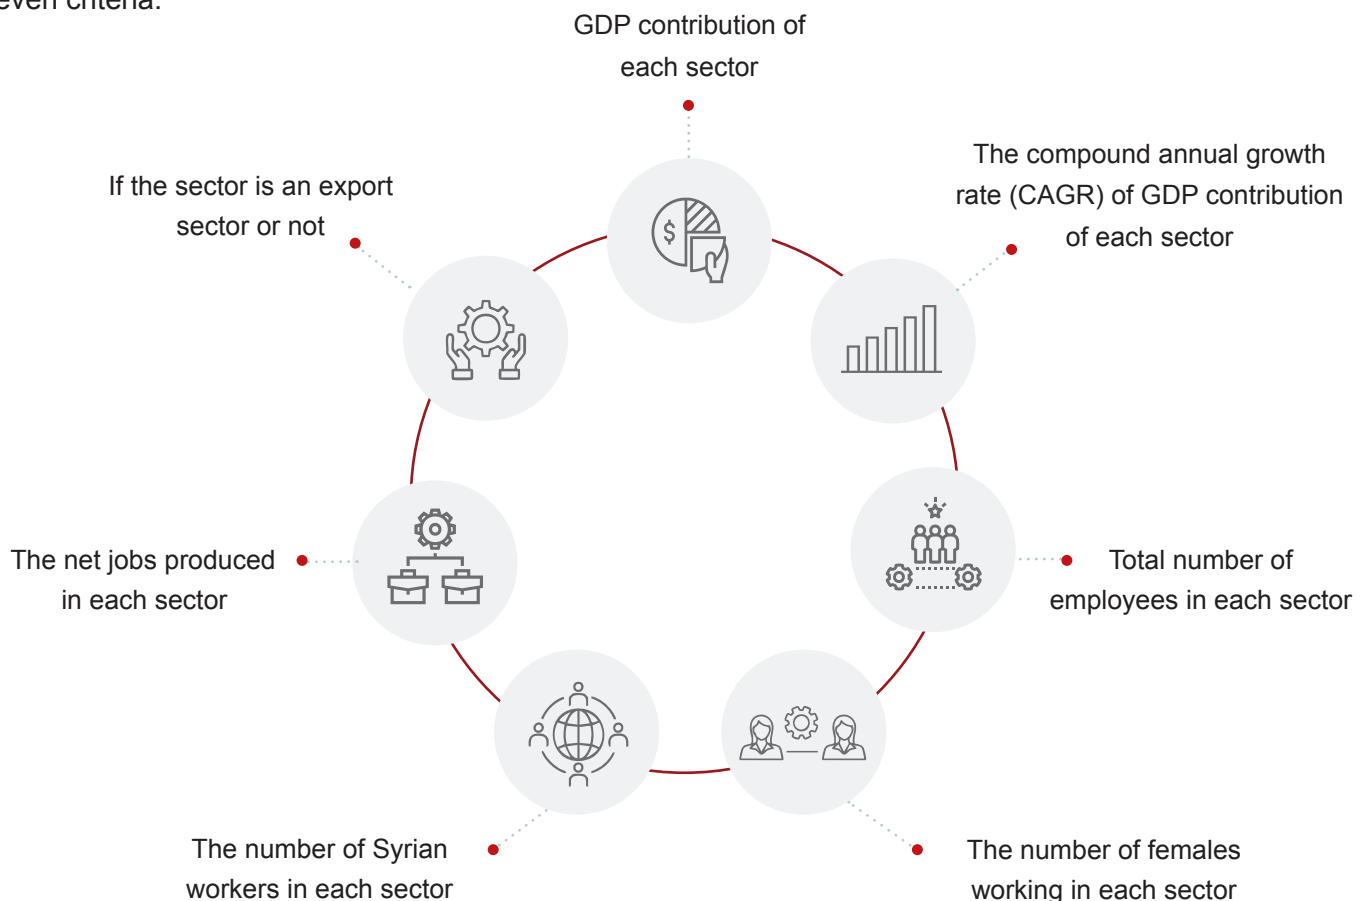 even criteria.
GDP contribution of
each sector
The compound annual growth
rate (CAGR) of GDP contribution
of each sector
Total number of
employees in each sector
The number of females
working in each sector
The number of Syrian
workers in each sector
The net jobs produced
in each sector
If the sector is an export
sector or not
$